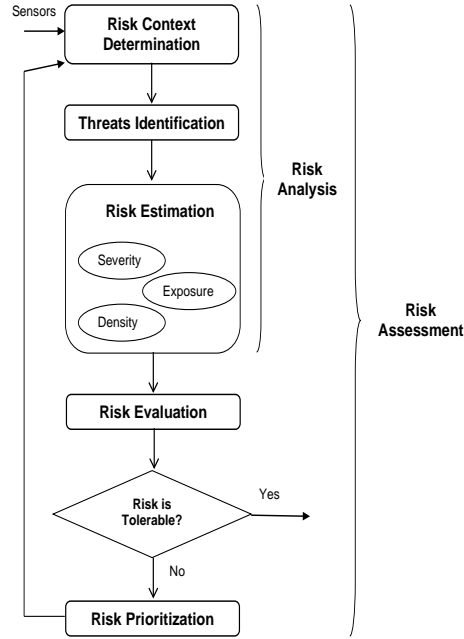 Sensors
Risk Context
Determination
Threats Identification
Risk
Analysis
Risk Estimation
Severity
Exposure
Density
Risk
Assessment
Risk Evaluation
Risk is
Tolerable?
Yes
No
Risk Prioritization